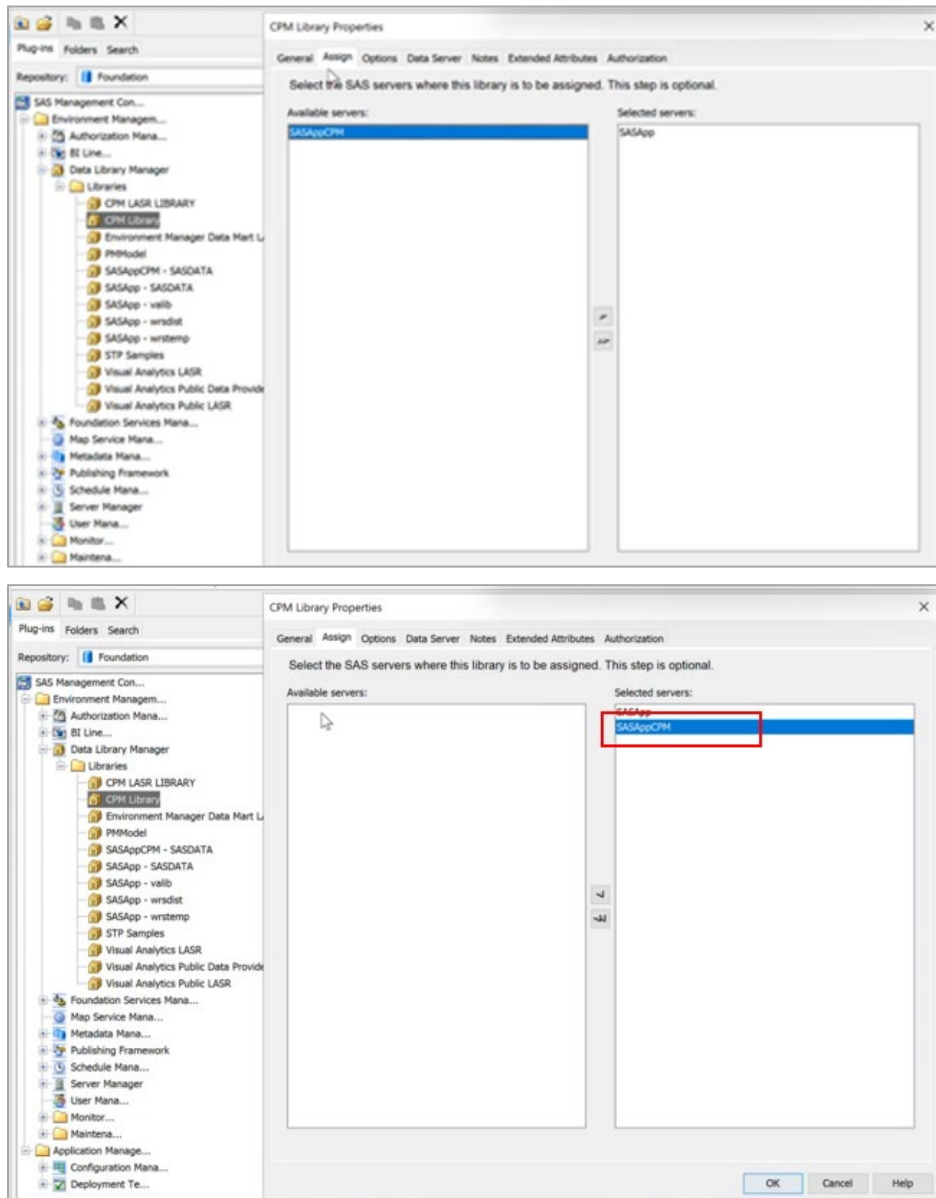 CPM Library Properties
Plug-ins Folders Search
General Assign Options Data Server Notes Extended Attributes Authorization
Repository: Foundation
Select the SAS servers where this library is to be assigned. This step is optional.
Available servers:
Selected servers:
SASAppCPM
SASApp
SAS Management Con...
Environment Managem...
Authorization Mana...
BI Line...
Data Library Manager
Libraries
CPM LASR LIBRARY
CPM Library
Environment Manager Data Mart L
PMModel
SASAppCPM - SASDATA
SASApp - SASDATA
SASApp - valib
SASApp - wrsdist
SASApp - wrstemp
STP Samples
Visual Analytics LASR
Visual Analytics Public Data Provide
Visual Analytics Public LASR
Foundation Services Mana...
Map Service Mana...
Metadata Mana...
Publishing Framework
Schedule Mana...
Server Manager
User Mana...
Monitor...
Maintena...
CPM Library Properties
Plug-ins Folders Search
General Assign Options Data Server Notes Extended Attributes Authorization
Repository: Foundation
Select the SAS servers where this library is to be assigned. This step is optional.
Available servers:
Selected servers:
SASApp
SASAppCPM
SAS Management Con...
Environment Managem...
Authorization Mana...
BI Line...
Data Library Manager
Libraries
CPM LASR LIBRARY
CPM Library
Environment Manager Data Mart L
PMModel
SASAppCPM - SASDATA
SASApp - SASDATA
SASApp - valib
SASApp - wrsdist
SASApp - wrstemp
STP Samples
Visual Analytics LASR
Visual Analytics Public Data Provide
Visual Analytics Public LASR
Foundation Services Mana...
Map Service Mana...
Metadata Mana...
Publishing Framework
Schedule Mana...
Server Manager
User Mana...
Monitor...
Maintena...
Application Manage...
Configuration Mana...
Deployment Te...
OK Cancel Help